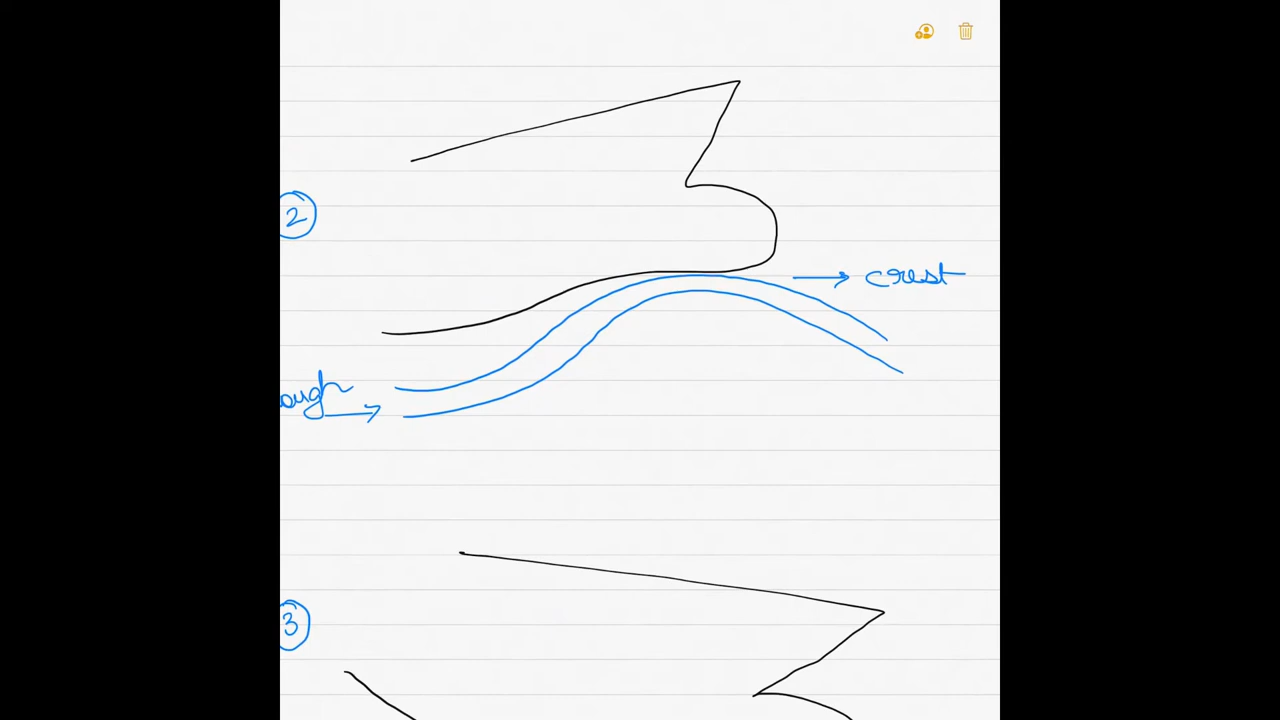 2
→ crest
ough →
3